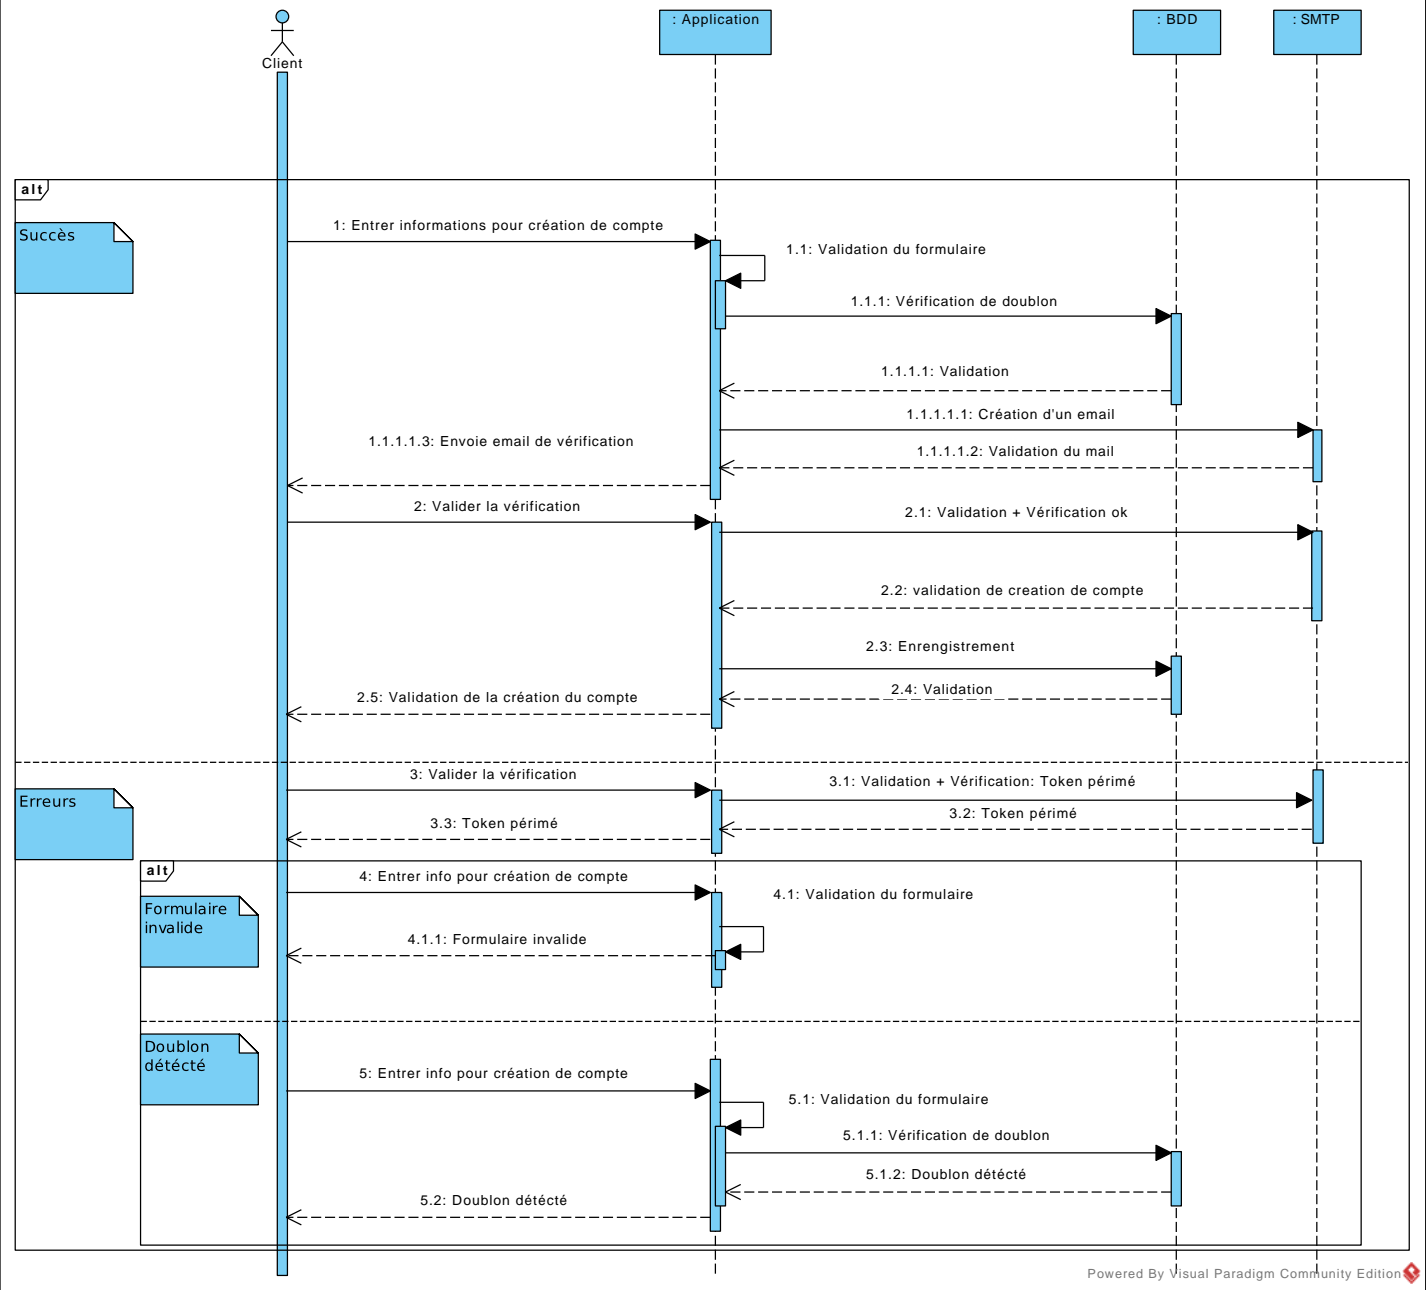 Client
: Application
: BDD
: SMTP
alt
Succès
1: Entrer informations pour création de compte
1.1: Validation du formulaire
1.1.1: Vérification de doublon
1.1.1.1: Validation
1.1.1.1.1: Création d'un email
1.1.1.1.3: Envoie email de vérification
1.1.1.1.2: Validation du mail
2: Valider la vérification
2.1: Validation + Vérification ok
2.2: validation de creation de compte
2.3: Enrengistrement
2.4: Validation
2.5: Validation de la création du compte
Erreurs
3: Valider la vérification
3.1: Validation + Vérification: Token périmé
3.2: Token périmé
3.3: Token périmé
alt
Formulaire
invalide
4: Entrer info pour création de compte
4.1: Validation du formulaire
4.1.1: Formulaire invalide
Doublon
détécté
5: Entrer info pour création de compte
5.1: Validation du formulaire
5.1.1: Vérification de doublon
5.1.2: Doublon détécté
5.2: Doublon détécté
Powered By Visual Paradigm Community Edition